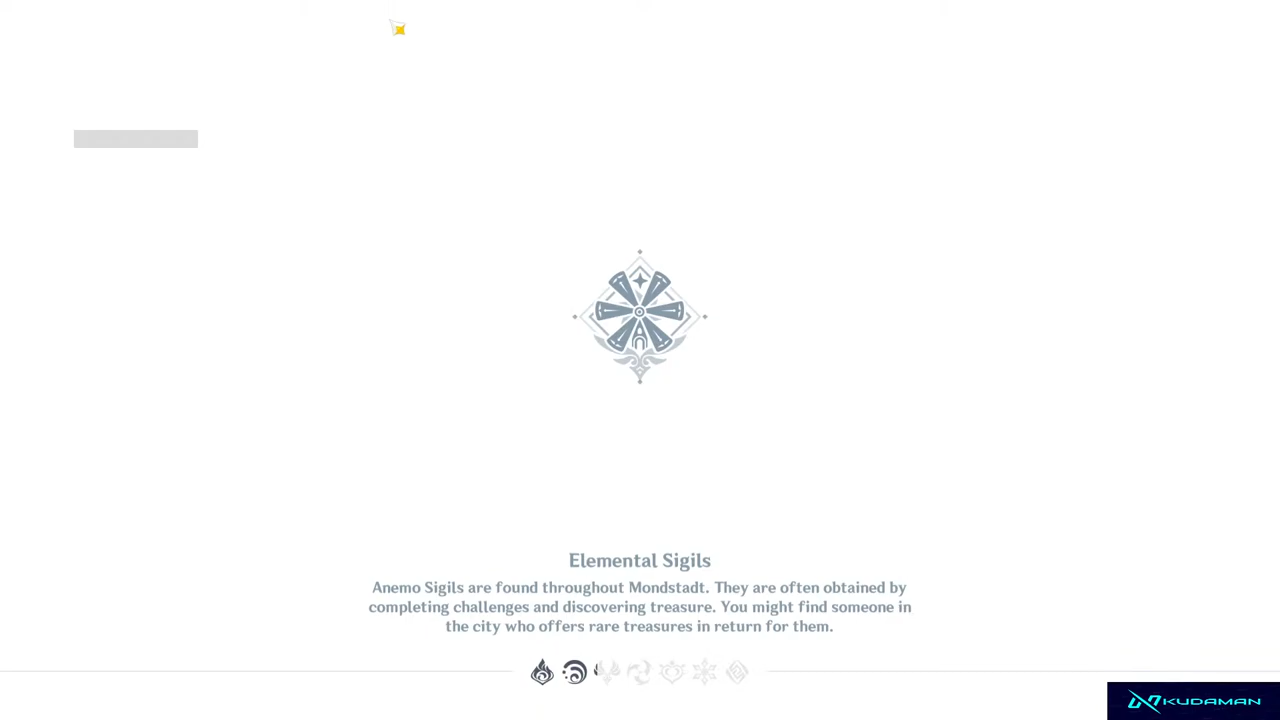 Elemental Sigils
Anemo Sigils are found throughout Mondstadt. They are often obtained by
completing challenges and discovering treasure. You might find someone in
the city who offers rare treasures in return for them.
KUDAMAN